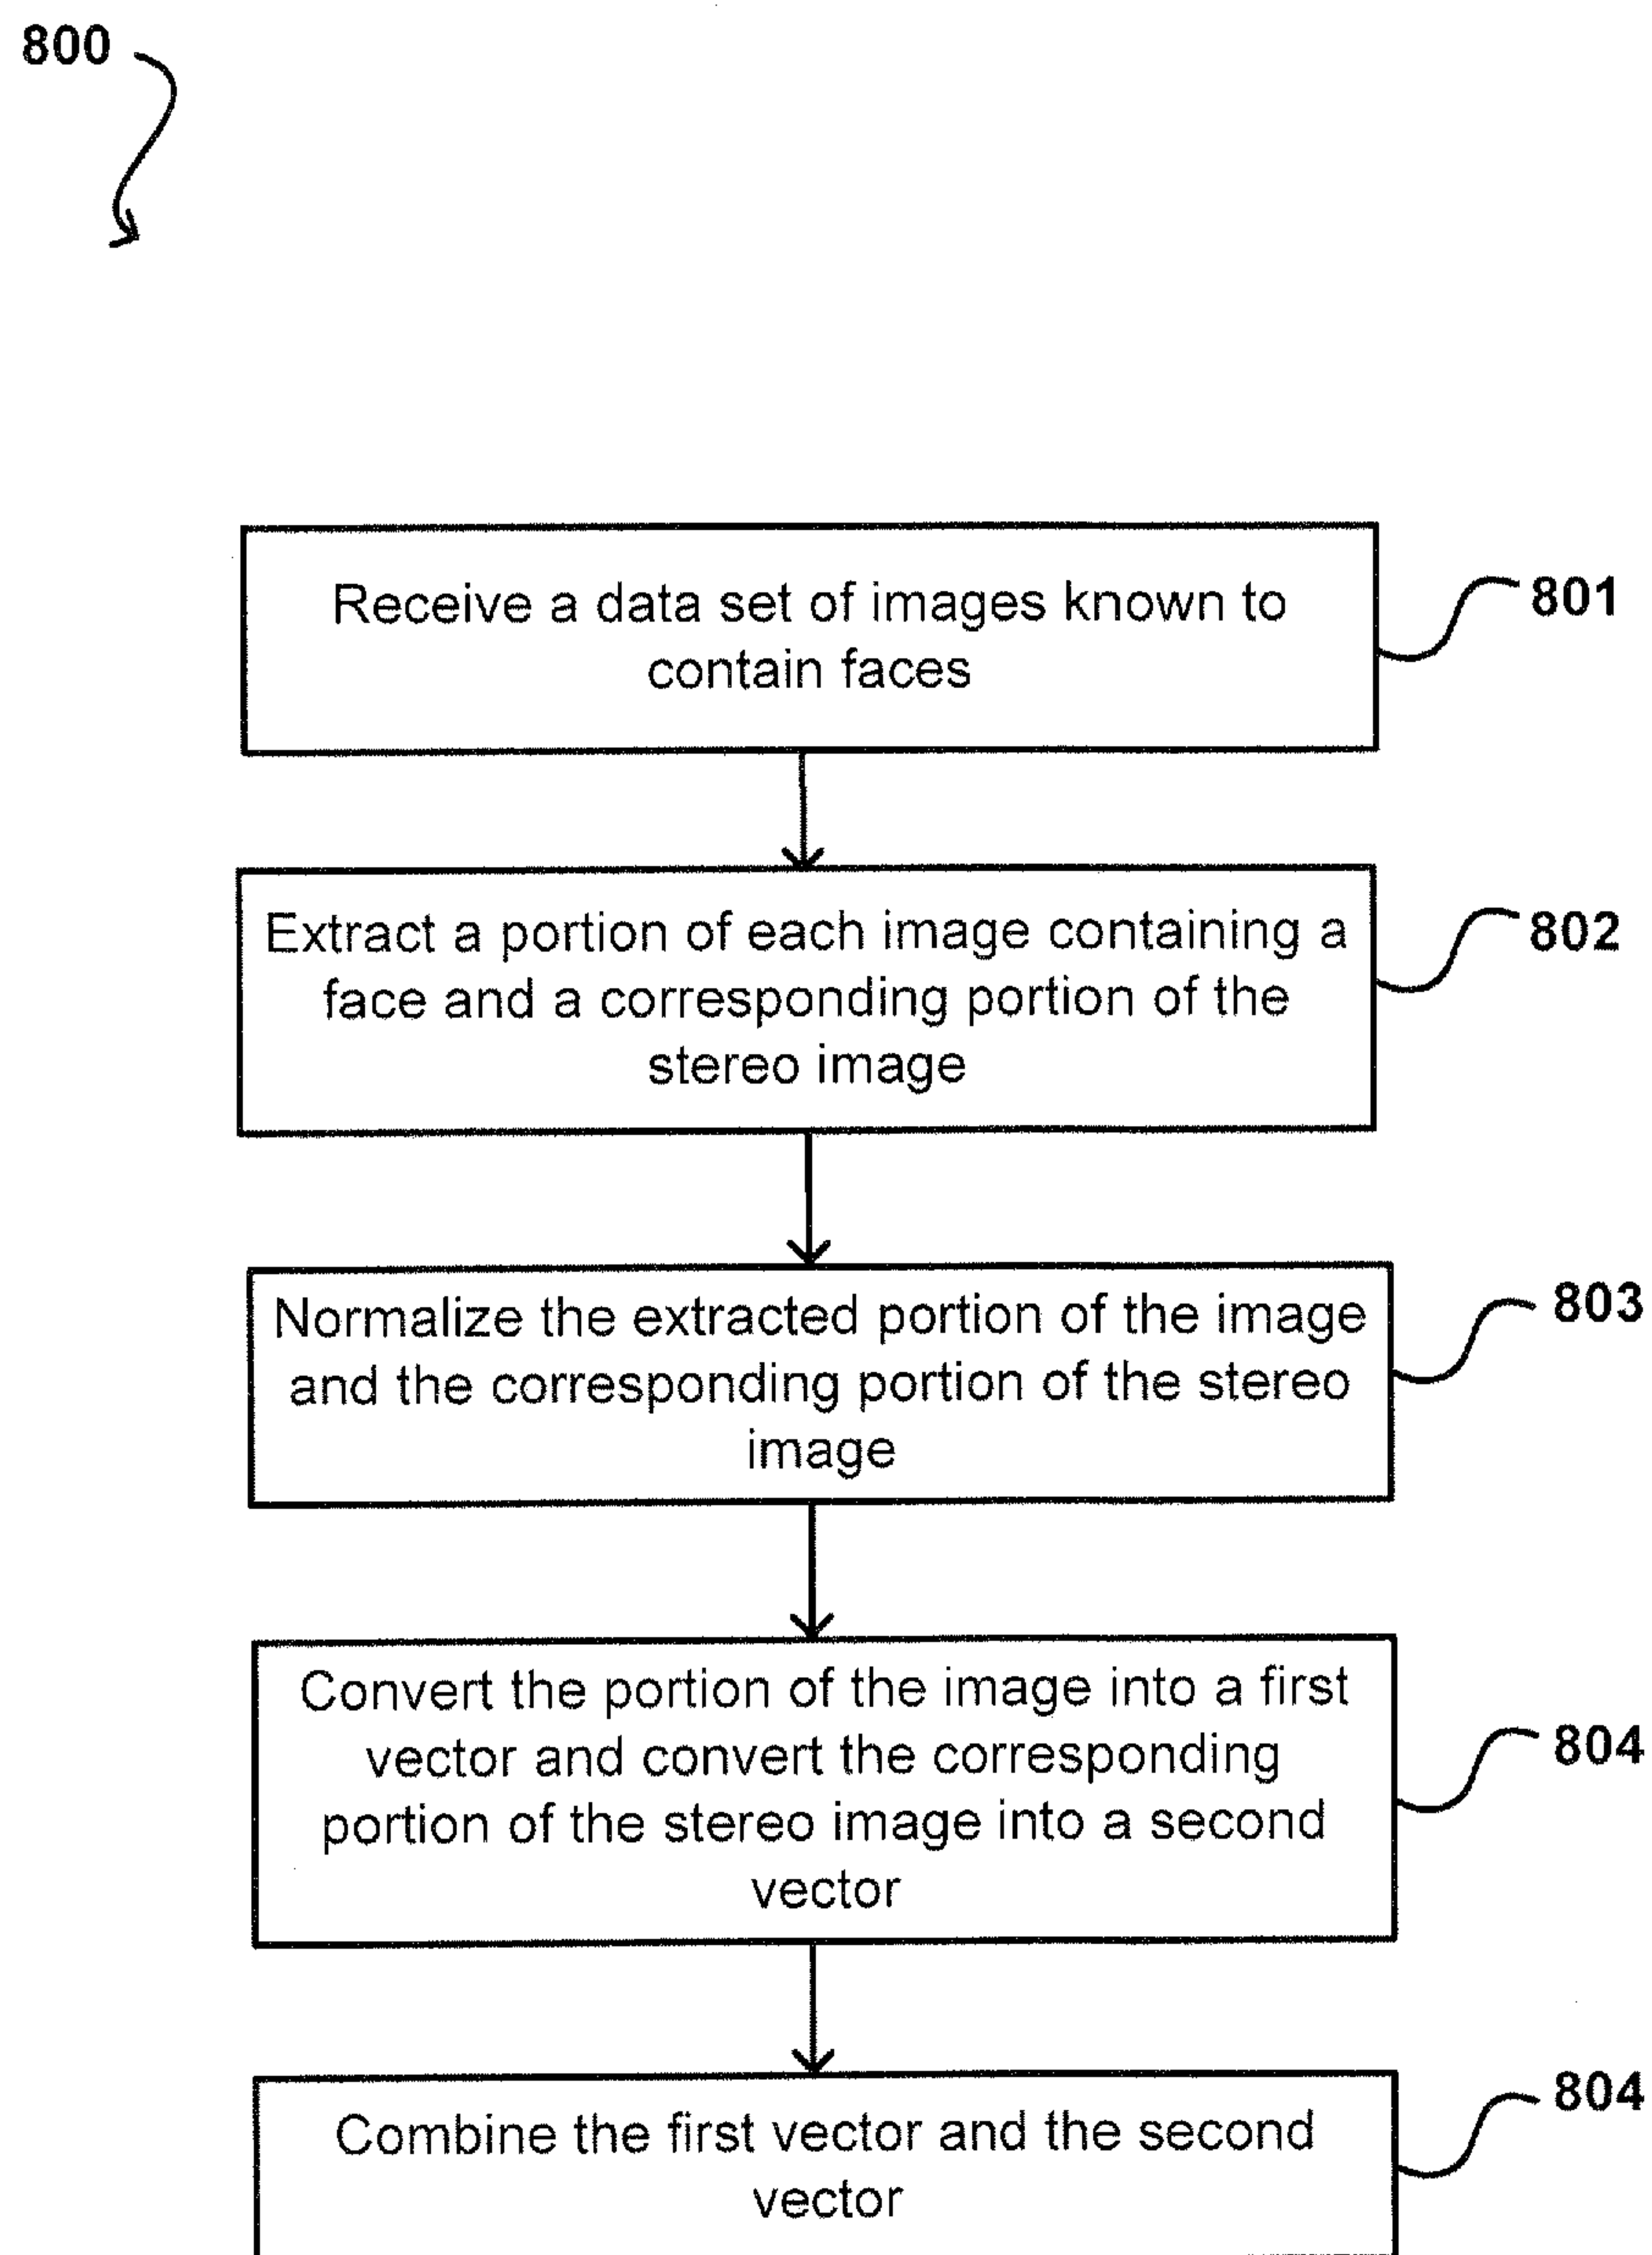 800
Receive a data set of images known to
contain faces
801
Extract a portion of each image containing a
face and a corresponding portion of the
stereo image
802
Normalize the extracted portion of the image
and the corresponding portion of the stereo
image
803
Convert the portion of the image into a first
vector and convert the corresponding
portion of the stereo image into a second
vector
804
Combine the first vector and the second
vector
804